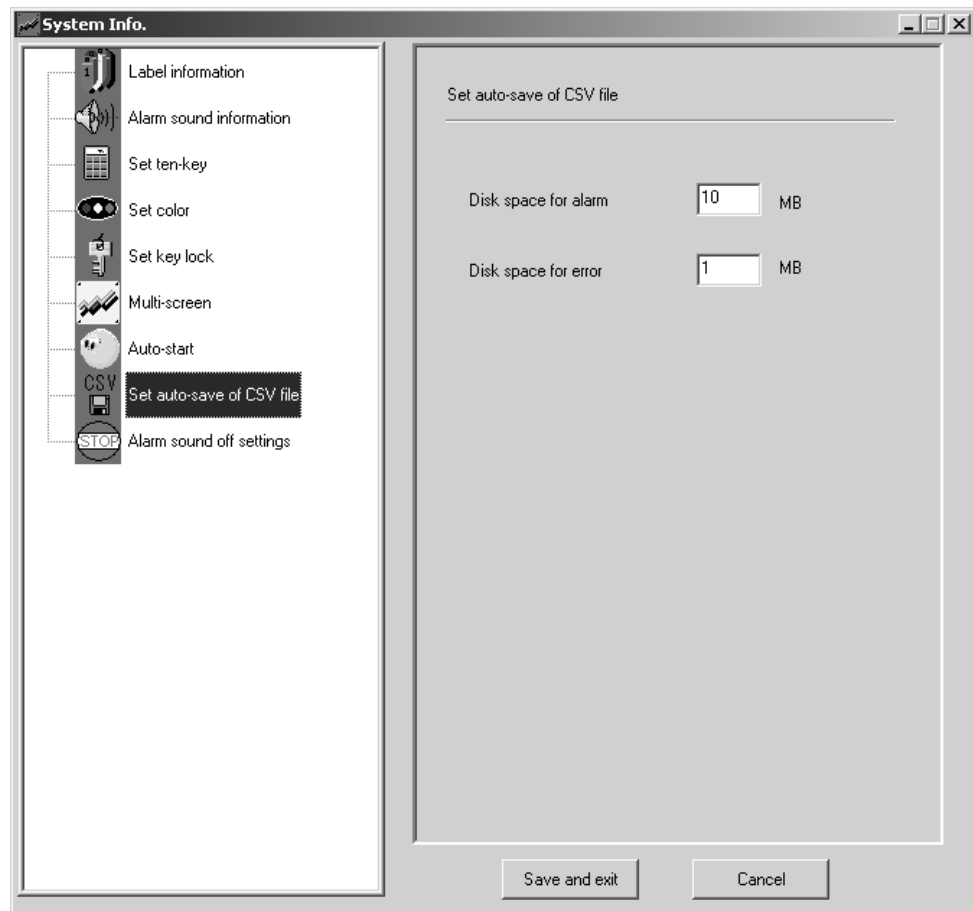 System Info.
Label information
Alarm sound information
Set ten-key
Set color
Set key lock
Multi-screen
Auto-start
CSV
Set auto-save of CSV file
STOP
Alarm sound off settings
Set auto-save of CSV file
Disk space for alarm 10 MB
Disk space for error 1 MB
Save and exit
Cancel